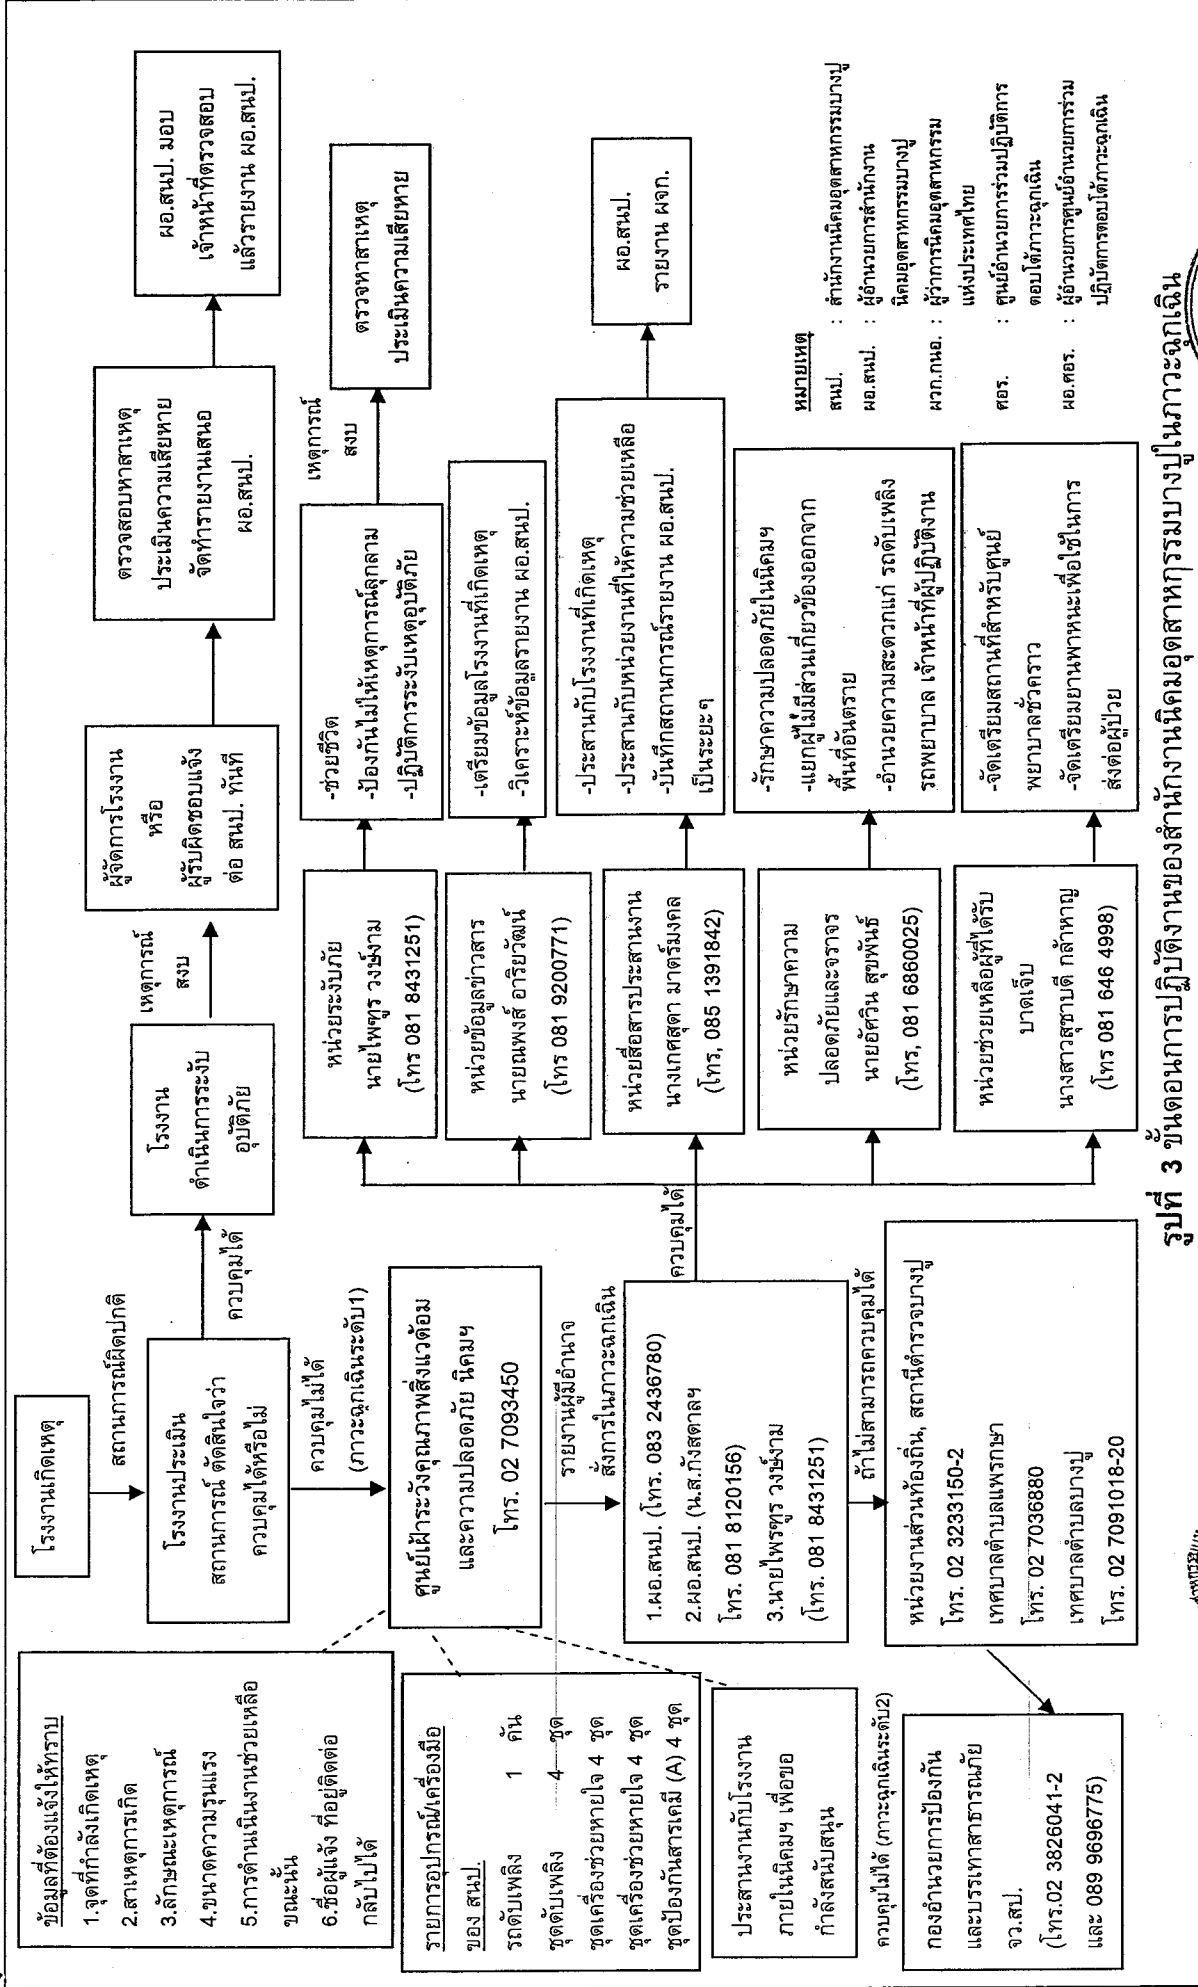 โรงงานเกิดเหตุ
สถานการณ์ผิดปกติ
โรงงานประเมิน
สถานการณ์ ตัดสินใจว่า
ควบคุมได้หรือไม่
ควบคุมได้
โรงงาน
ดำเนินการระงับ
อุบัติภัย
เหตุการณ์
สงบ
ผู้จัดการโรงงาน
หรือ
ผู้รับผิดชอบแจ้ง
ต่อ สนป. ทันที
ตรวจสอบหาสาเหตุ
ประเมินความเสียหาย
จัดทำรายงานเสนอ
ผอ.สนป.
ผอ.สนป. มอบ
เจ้าหน้าที่ตรวจสอบ
แล้วรายงาน ผอ.สนป.
ข้อมูลที่ต้องแจ้งให้ทราบ
1.จุดที่กำลังเกิดเหตุ
2.สาเหตุการเกิด
3.ลักษณะเหตุการณ์
4.ขนาดความรุนแรง
5.การดำเนินงานช่วยเหลือ
ขณะนั้น
6.ชื่อผู้แจ้ง ที่อยู่ติดต่อ
กลับไปได้
ควบคุมไม่ได้
(ภาวะฉุกเฉินระดับ1)
ศูนย์เฝ้าระวังคุณภาพสิ่งแวดล้อม
และความปลอดภัย นิคมฯ
โทร. 02 7093450
รายงานผู้มีอำนาจ
สั่งการในภาวะฉุกเฉิน
รายการอุปกรณ์/เครื่องมือ
ของ สนป.
รถดับเพลิง 1 คัน
ชุดดับเพลิง 4 ชุด
ชุดเครื่องช่วยหายใจ 4 ชุด
ชุดเครื่องช่วยหายใจ 4 ชุด
ชุดป้องกันสารเคมี (A) 4 ชุด
ประสานงานกับโรงงาน
ภายในนิคมฯ เพื่อขอ
กำลังสนับสนุน
1.ผอ.สนป. (โทร. 083 2436780)
2.ผอ.สนป. (น.ส.กังสดาลฯ
โทร. 081 8120156)
3.นายไพรฑูร วงษ์งาม
(โทร. 081 8431251)
ควบคุมได้
ถ้าไม่สามารถควบคุมได้
หน่วยงานส่วนท้องถิ่น, สถานีตำรวจบางปู
โทร. 02 3233150-2
เทศบาลตำบลแพรกษา
โทร. 02 7036880
เทศบาลตำบลบางปู
โทร. 02 7091018-20
ควบคุมไม่ได้ (ภาวะฉุกเฉินระดับ2)
กองอำนวยการป้องกัน
และบรรเทาสาธารณภัย
จว.สป.
(โทร.02 3826041-2
และ 089 9696775)
หน่วยระงับภัย
นายไพฑูร วงษ์งาม
(โทร 081 8431251)
-ช่วยชีวิต
-ป้องกันไม่ให้เหตุการณ์ลุกลาม
-ปฏิบัติการระงับเหตุอุบัติภัย
เหตุการณ์
สงบ
ตรวจหาสาเหตุ
ประเมินความเสียหาย
หน่วยข้อมูลข่าวสาร
นายณพงส์ อาริยวัฒน์
(โทร 081 9200771)
-เตรียมข้อมูลโรงงานที่เกิดเหตุ
-วิเคราะห์ข้อมูลรายงาน ผอ.สนป.
หน่วยสื่อสารประสานงาน
นางเกศสุดา มาตร์มงคล
(โทร, 085 1391842)
-ประสานกับโรงงานที่เกิดเหตุ
-ประสานกับหน่วยงานที่ให้ความช่วยเหลือ
-บันทึกสถานการณ์รายงาน ผอ.สนป.
เป็นระยะๆ
ผอ.สนป.
รายงาน ผจก.
หน่วยรักษาความ
ปลอดภัยและจราจร
นายอัศวิน สุขพันธ์
(โทร, 081 6860025)
-รักษาความปลอดภัยในนิคมฯ
-แยกผู้ไม่มีส่วนเกี่ยวข้องออกจาก
พื้นที่อันตราย
-อำนวยความสะดวกแก่ รถดับเพลิง
รถพยาบาล เจ้าหน้าที่ผู้ปฏิบัติงาน
หน่วยช่วยเหลือผู้ที่ได้รับ
บาดเจ็บ
นางสาวสุชาบดี กล้าหาญ
(โทร 081 646 4998)
-จัดเตรียมสถานที่สำหรับศูนย์
พยาบาลชั่วคราว
-จัดเตรียมยานพาหนะเพื่อใช้ในการ
ส่งต่อผู้ป่วย
หมายเหตุ
สนป. : สำนักงานนิคมอุตสาหกรรมบางปู
ผอ.สนป. : ผู้อำนวยการสำนักงาน
นิคมอุตสาหกรรมบางปู
ผวก.กนอ. : ผู้ว่าการนิคมอุตสาหกรรม
แห่งประเทศไทย
ศอร. : ศูนย์อำนวยการร่วมปฏิบัติการ
ตอบโต้ภาวะฉุกเฉิน
ผอ.ศอร. : ผู้อำนวยการศูนย์อำนวยการร่วม
ปฏิบัติการตอบโต้ภาวะฉุกเฉิน
รูปที่ 3 ขั้นตอนการปฏิบัติงานของสำนักงานนิคมอุตสาหกรรมบางปูในภาวะฉุกเฉิน